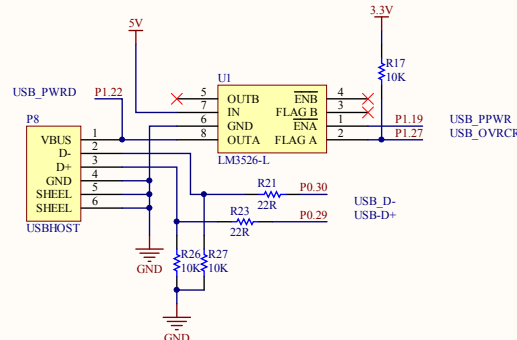 3.3V
5V
R17
10K
U1
USB_PWRD P1.22
5 OUTB ENB 4
7 IN FLAG B 3
6 GND ENA 1 P1.19 USB_PPWR
8 OUTA FLAG A 2 P1.27 USB_OVRCR
LM3526-L
P8
VBUS 1
D- 2
D+ 3
GND 4
SHEEL 5
SHEEL 6
USBHOST
R21 P0.30 USB_D-
22R
R23 P0.29 USB-D+
22R
R26 R27
10K 10K
GND
GND